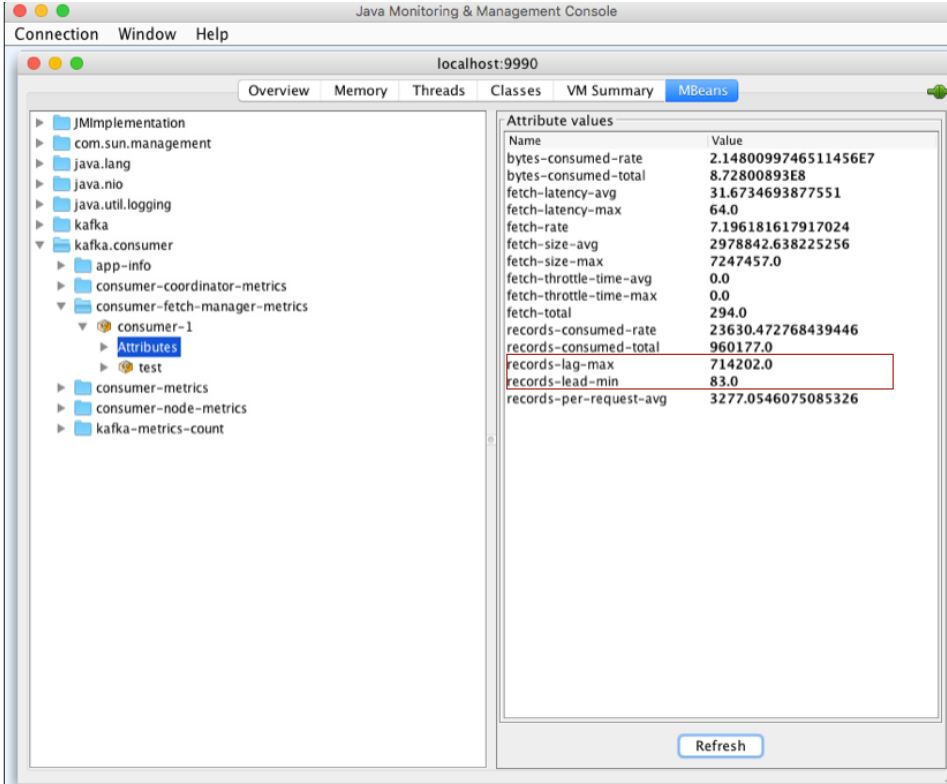 Java Monitoring & Management Console
Connection Window Help
localhost:9990
Overview Memory Threads Classes VM Summary MBeans
JMImplementation
com.sun.management
java.lang
java.nio
java.util.logging
kafka
kafka.consumer
app-info
consumer-coordinator-metrics
consumer-fetch-manager-metrics
consumer-1
Attributes
test
consumer-metrics
consumer-node-metrics
kafka-metrics-count
Attribute values
Name Value
bytes-consumed-rate 2.1480099746511456E7
bytes-consumed-total 8.72800893E8
fetch-latency-avg 31.6734693877551
fetch-latency-max 64.0
fetch-rate 7.196181617917024
fetch-size-avg 2978842.638225256
fetch-size-max 7247457.0
fetch-throttle-time-avg 0.0
fetch-throttle-time-max 0.0
fetch-total 294.0
records-consumed-rate 23630.472768439446
records-consumed-total 960177.0
records-lag-max 714202.0
records-lead-min 83.0
records-per-request-avg 3277.0546075085326
Refresh